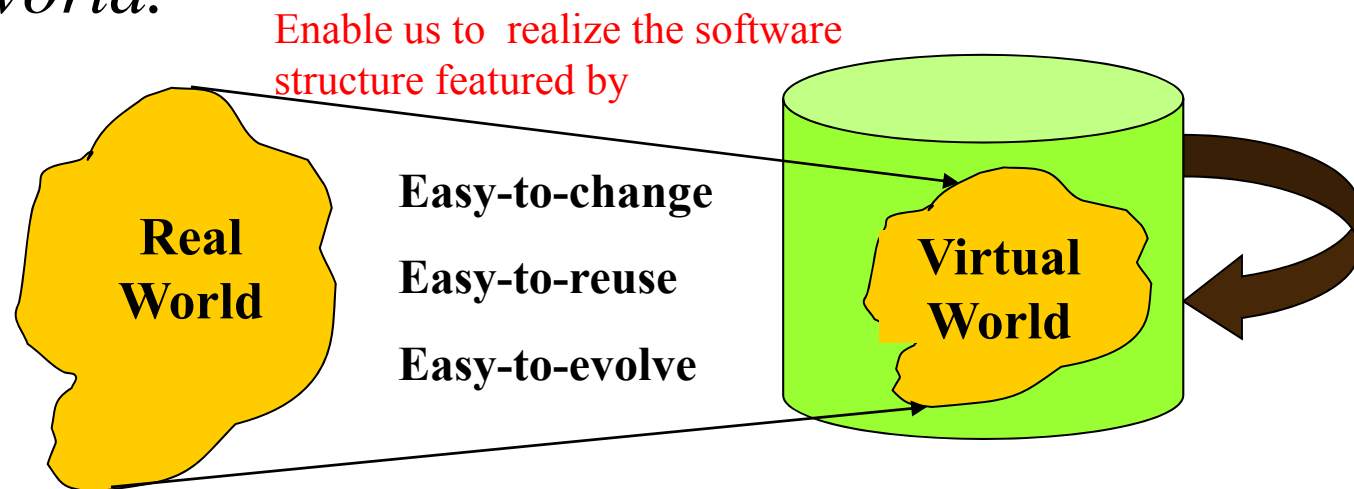 world.
Enable us to realize the software
structure featured by
Easy-to-change
Real
World
Easy-to-reuse
Virtual
World
Easy-to-evolve